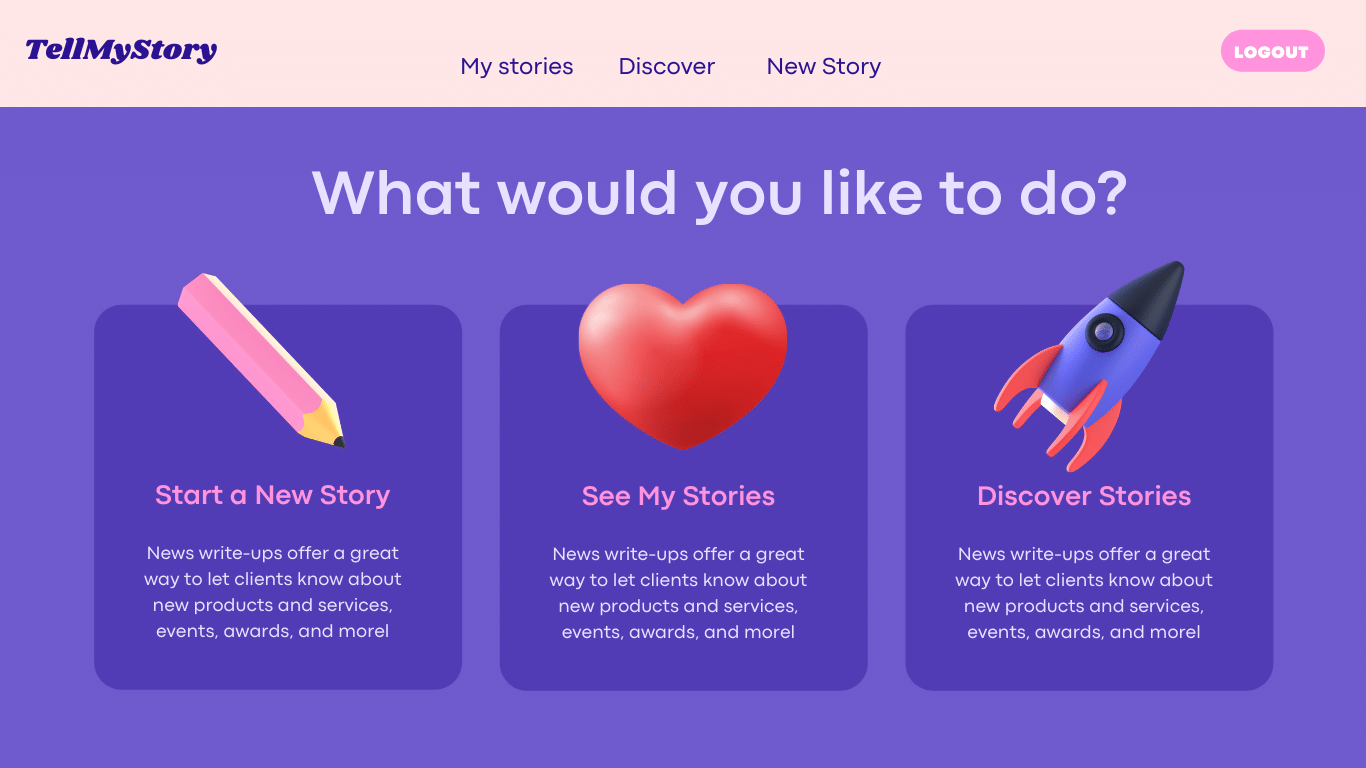 TellMyStory
My stories Discover New Story
LOGOUT
What would you like to do?
Start a New Story
News write-ups offer a great
way to let clients know about
new products and services,
events, awards, and morel
See My Stories
News write-ups offer a great
way to let clients know about
new products and services,
events, awards, and morel
Discover Stories
News write-ups offer a great
way to let clients know about
new products and services,
events, awards, and morel